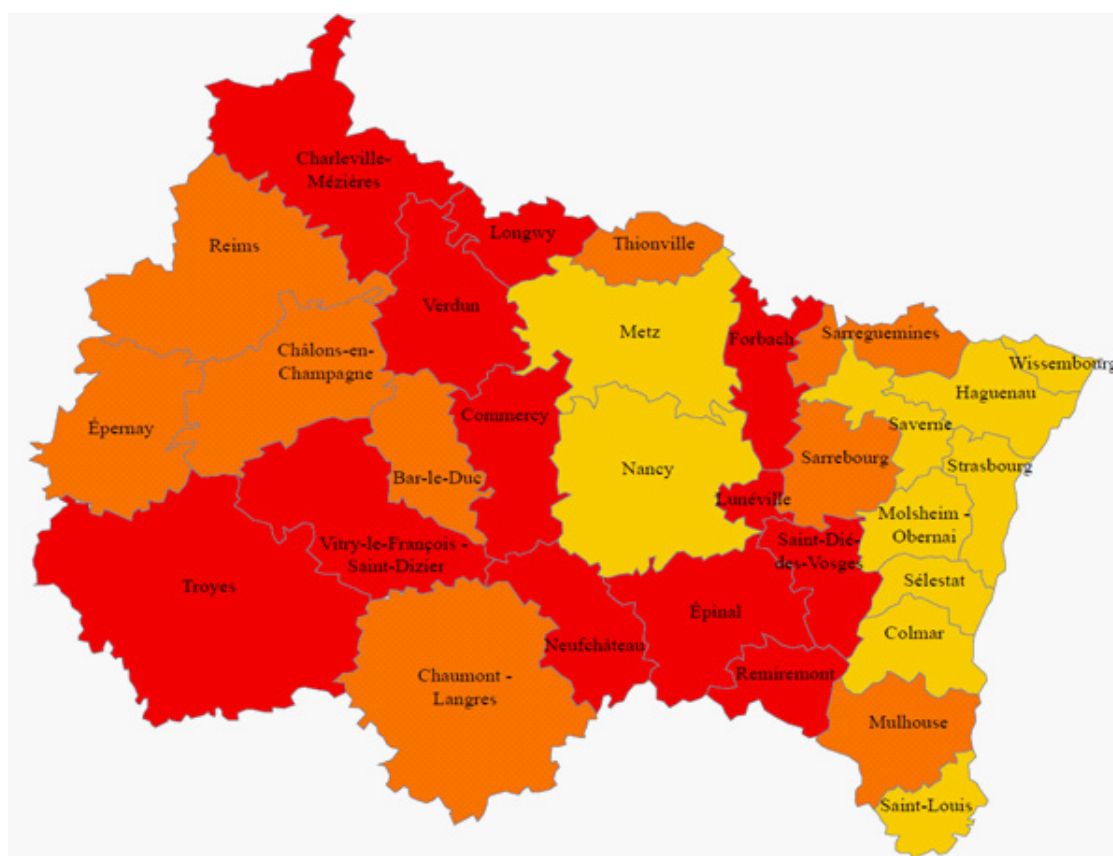 Charleville-
Mézières
Longwy
Reims
Thionville
Verdun
Metz
Forbach
Sarreguemines
Wissembourg
Haguenau
Châlons-en-
Champagne
Épernay
Commercy
Saverne
Sarrebourg
Strasbourg
Nancy
Bar-le-Duc
Lunéville
Molsheim -
Obernai
Vitry-le-François -
Saint-Dizier
Saint-Dié-
des-Vosges
Troyes
Sélestat
Épinal
Colmar
Neufchâteau
Remiremont
Chaumont -
Langres
Mulhouse
Saint-Louis